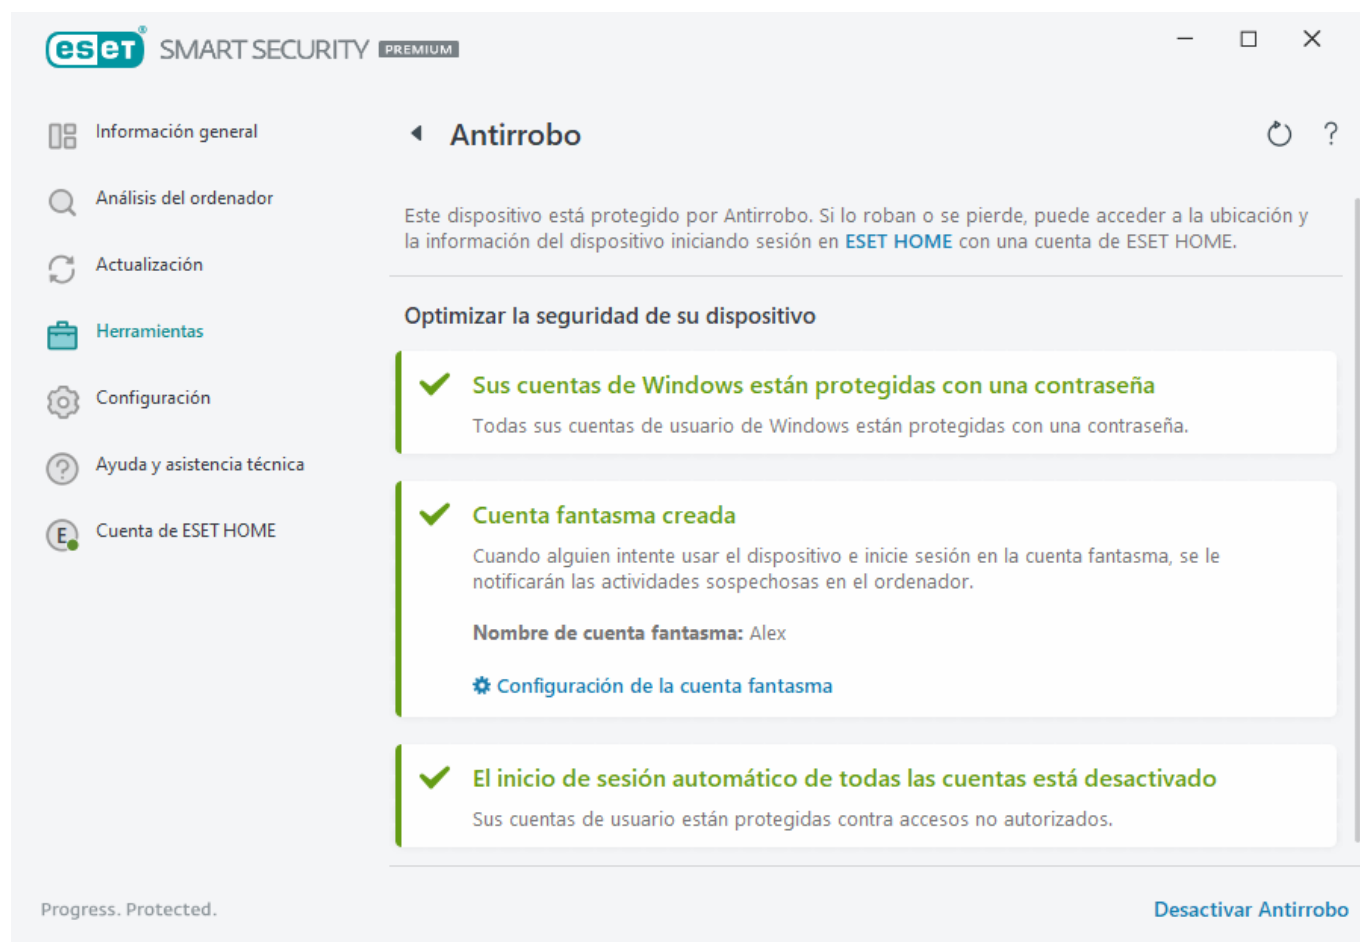 eset® SMART SECURITY PREMIUM
Información general
Análisis del ordenador
Actualización
Herramientas
Configuración
Ayuda y asistencia técnica
E Cuenta de ESET HOME
Antirrobo ?
Este dispositivo está protegido por Antirrobo. Si lo roban o se pierde, puede acceder a la ubicación y
la información del dispositivo iniciando sesión en ESET HOME con una cuenta de ESET HOME.
Optimizar la seguridad de su dispositivo
Sus cuentas de Windows están protegidas con una contraseña
Todas sus cuentas de usuario de Windows están protegidas con una contraseña.
Cuenta fantasma creada
Cuando alguien intente usar el dispositivo e inicie sesión en la cuenta fantasma, se le
notificarán las actividades sospechosas en el ordenador.
Nombre de cuenta fantasma: Alex
Configuración de la cuenta fantasma
El inicio de sesión automático de todas las cuentas está desactivado
Sus cuentas de usuario están protegidas contra accesos no autorizados.
Progress. Protected.
Desactivar Antirrobo